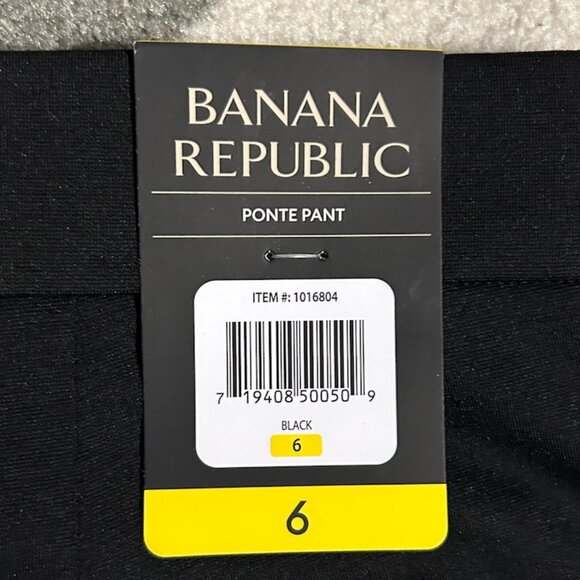 BANANA
REPUBLIC
PONTE PANT
ITEM #: 1016804
7 19408 50050 9
BLACK
6
6